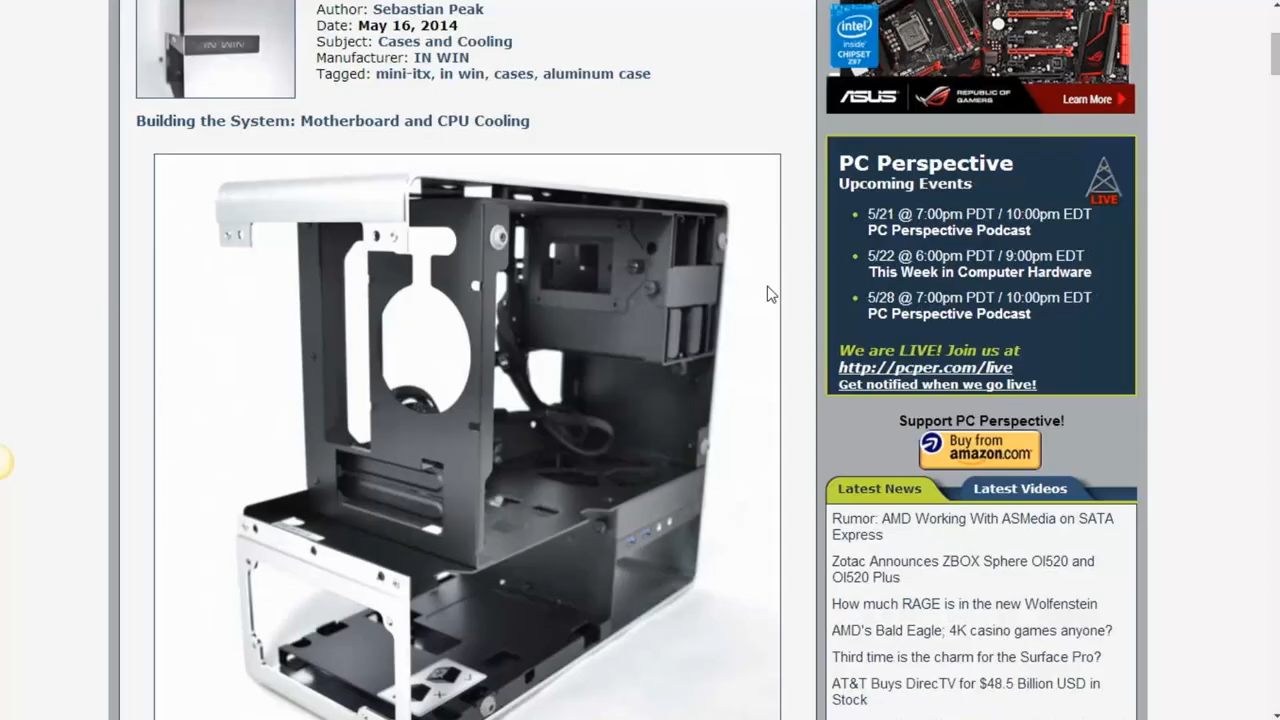 IN WIN
Author: Sebastian Peak
Date: May 16, 2014
Subject: Cases and Cooling
Manufacturer: IN WIN
Tagged: mini-itx, in win, cases, aluminum case
Building the System: Motherboard and CPU Cooling
intel
inside
CHIPSET
Z97
ASUS
REPUBLIC OF
GAMERS
Learn More
PC Perspective
Upcoming Events
LIVE
5/21 @ 7:00pm PDT / 10:00pm EDT
PC Perspective Podcast
5/22 @ 6:00pm PDT / 9:00pm EDT
This Week in Computer Hardware
5/28 @ 7:00pm PDT / 10:00pm EDT
PC Perspective Podcast
We are LIVE! Join us at
http://pcper.com/live
Get notified when we go live!
Support PC Perspective!
Buy from
amazon.com
Latest News
Latest Videos
Rumor: AMD Working With ASMedia on SATA
Express
Zotac Announces ZBOX Sphere OI520 and
OI520 Plus
How much RAGE is in the new Wolfenstein
AMD's Bald Eagle; 4K casino games anyone?
Third time is the charm for the Surface Pro?
AT&T Buys DirecTV for $48.5 Billion USD in
Stock